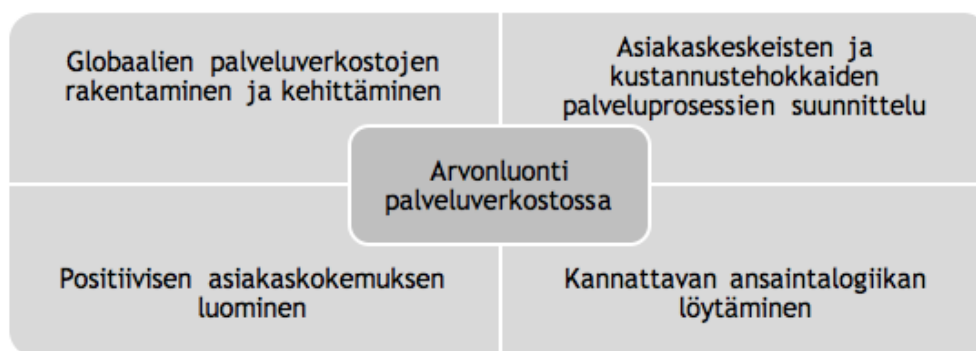 Globaalien palveluverkostojen
rakentaminen ja kehittäminen
Asiakaskeskeisten ja
kustannustehokkaiden
palveluprosessien suunnittelu
Arvonluonti
palveluverkostossa
Positiivisen asiakaskokemuksen
luominen
Kannattavan ansaintalogiikan
löytäminen